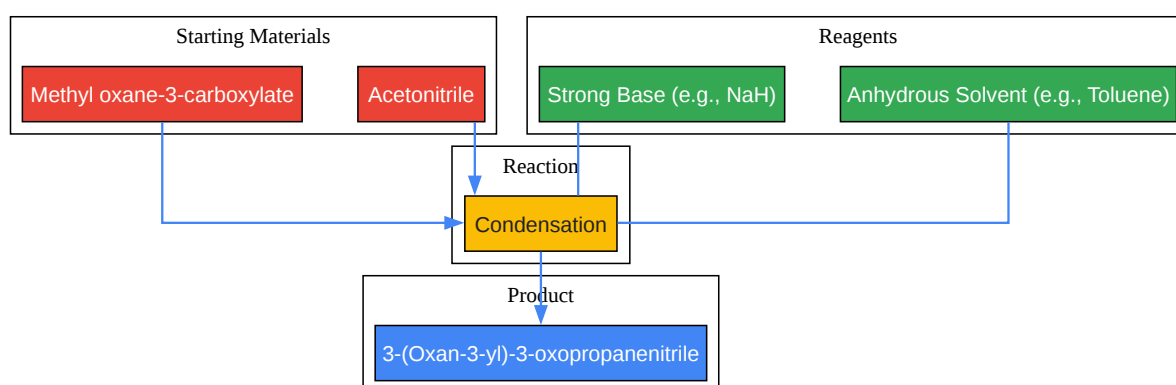 Starting Materials
Reagents
Methyl oxane-3-carboxylate
Acetonitrile
Strong Base (e.g., NaH)
Anhydrous Solvent (e.g., Toluene)
Reaction
Condensation
Product
3-(Oxan-3-yl)-3-oxopropanenitrile